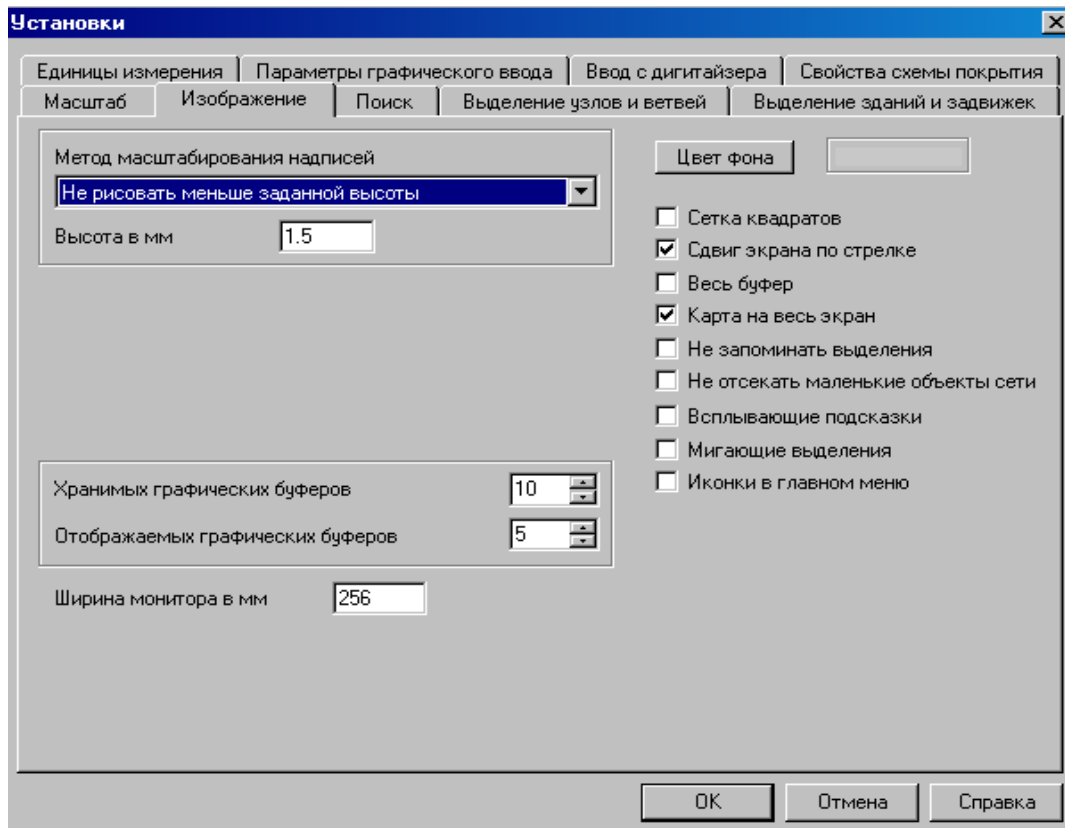 Установки
Единицы измерения Параметры графического ввода Ввод с дигитайзера Свойства схемы покрытия
Масштаб Изображение Поиск Выделение узлов и ветвей Выделение зданий и задвижек
Метод масштабирования надписей
Не рисовать меньше заданной высоты
Высота в мм 1.5
Хранимых графических буферов 10
Отображаемых графических буферов 5
Ширина монитора в мм 256
Цвет фона
Сетка квадратов
Сдвиг экрана по стрелке
Весь буфер
Карта на весь экран
Не запоминать выделения
Не отсекать маленькие объекты сети
Всплывающие подсказки
Мигающие выделения
Иконки в главном меню
OK Отмена Справка